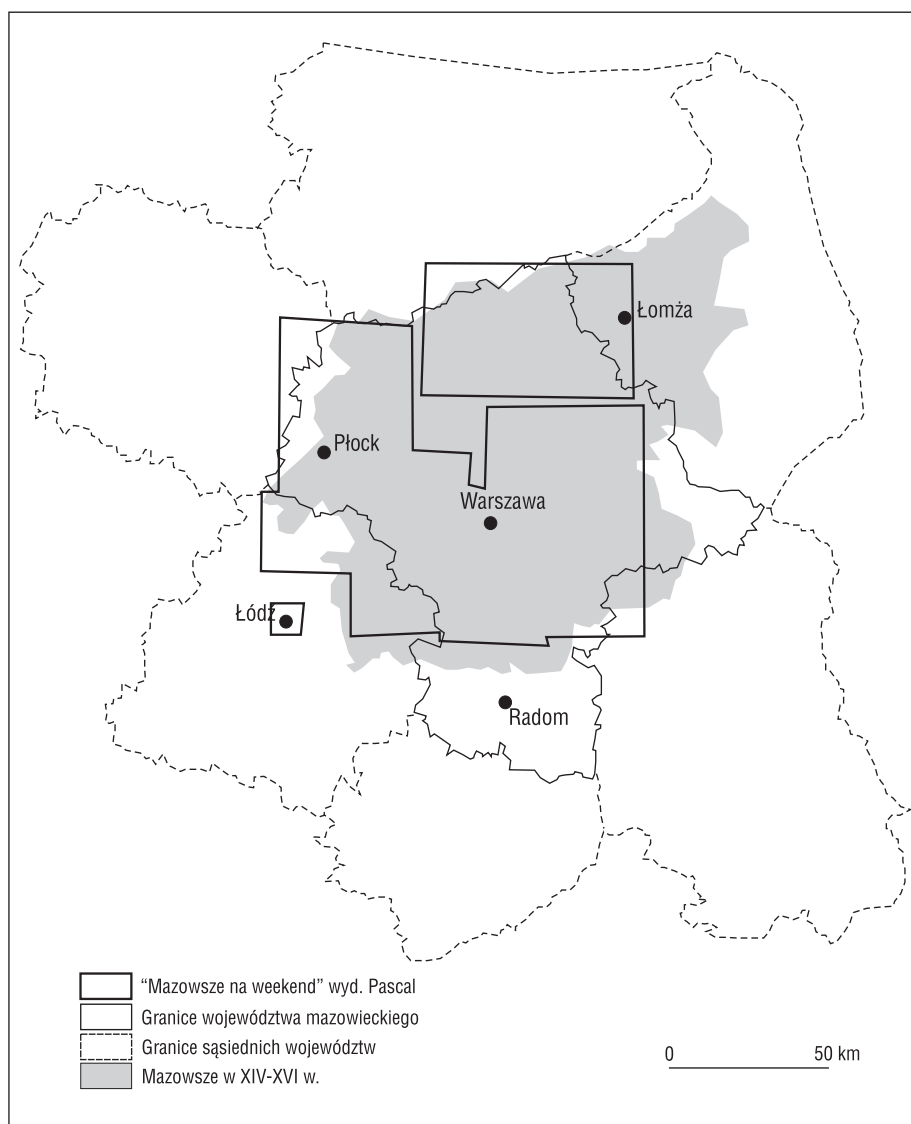 Łomża
Płock
Warszawa
Łódź
Radom
“Mazowsze na weekend” wyd. Pascal
Granice województwa mazowieckiego
Granice sąsiednich województw
Mazowsze w XIV-XVI w.
0 50 km